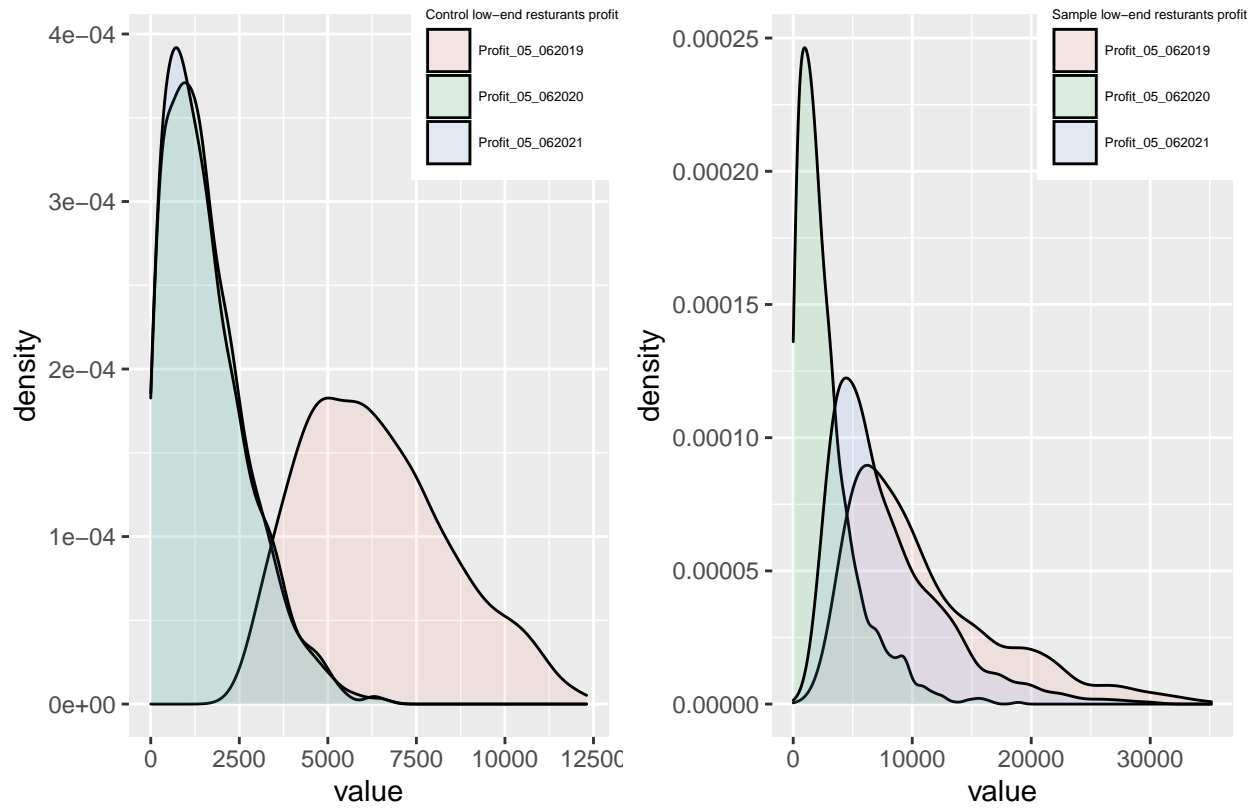 Control low−end resturants profit
Profit_05_062019
Profit_05_062020
Profit_05_062021
4e−04
3e−04
2e−04
1e−04
0e+00
density
0
2500
5000
7500
10000
12500
value
Sample low−end resturants profit
Profit_05_062019
Profit_05_062020
Profit_05_062021
0.00025
0.00020
0.00015
0.00010
0.00005
0.00000
density
0
10000
20000
30000
value